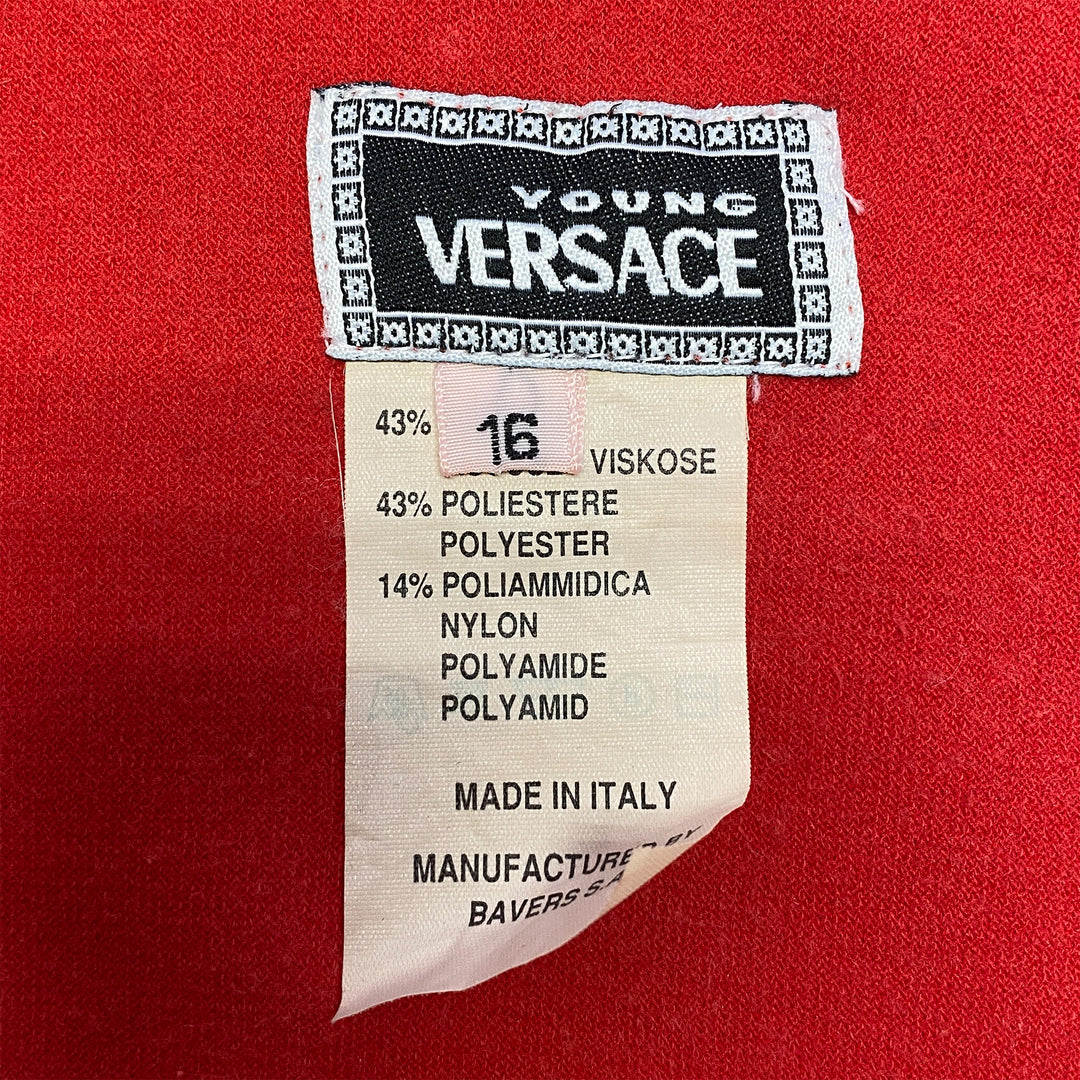 YOUNG
VERSACE
16
43%
VISKOSE
43% POLIESTERE
POLYESTER
14% POLIAMMIDICA
NYLON
POLYAMIDE
POLYAMID
MADE IN ITALY
MANUFACTURED BY
BAVERS S.A